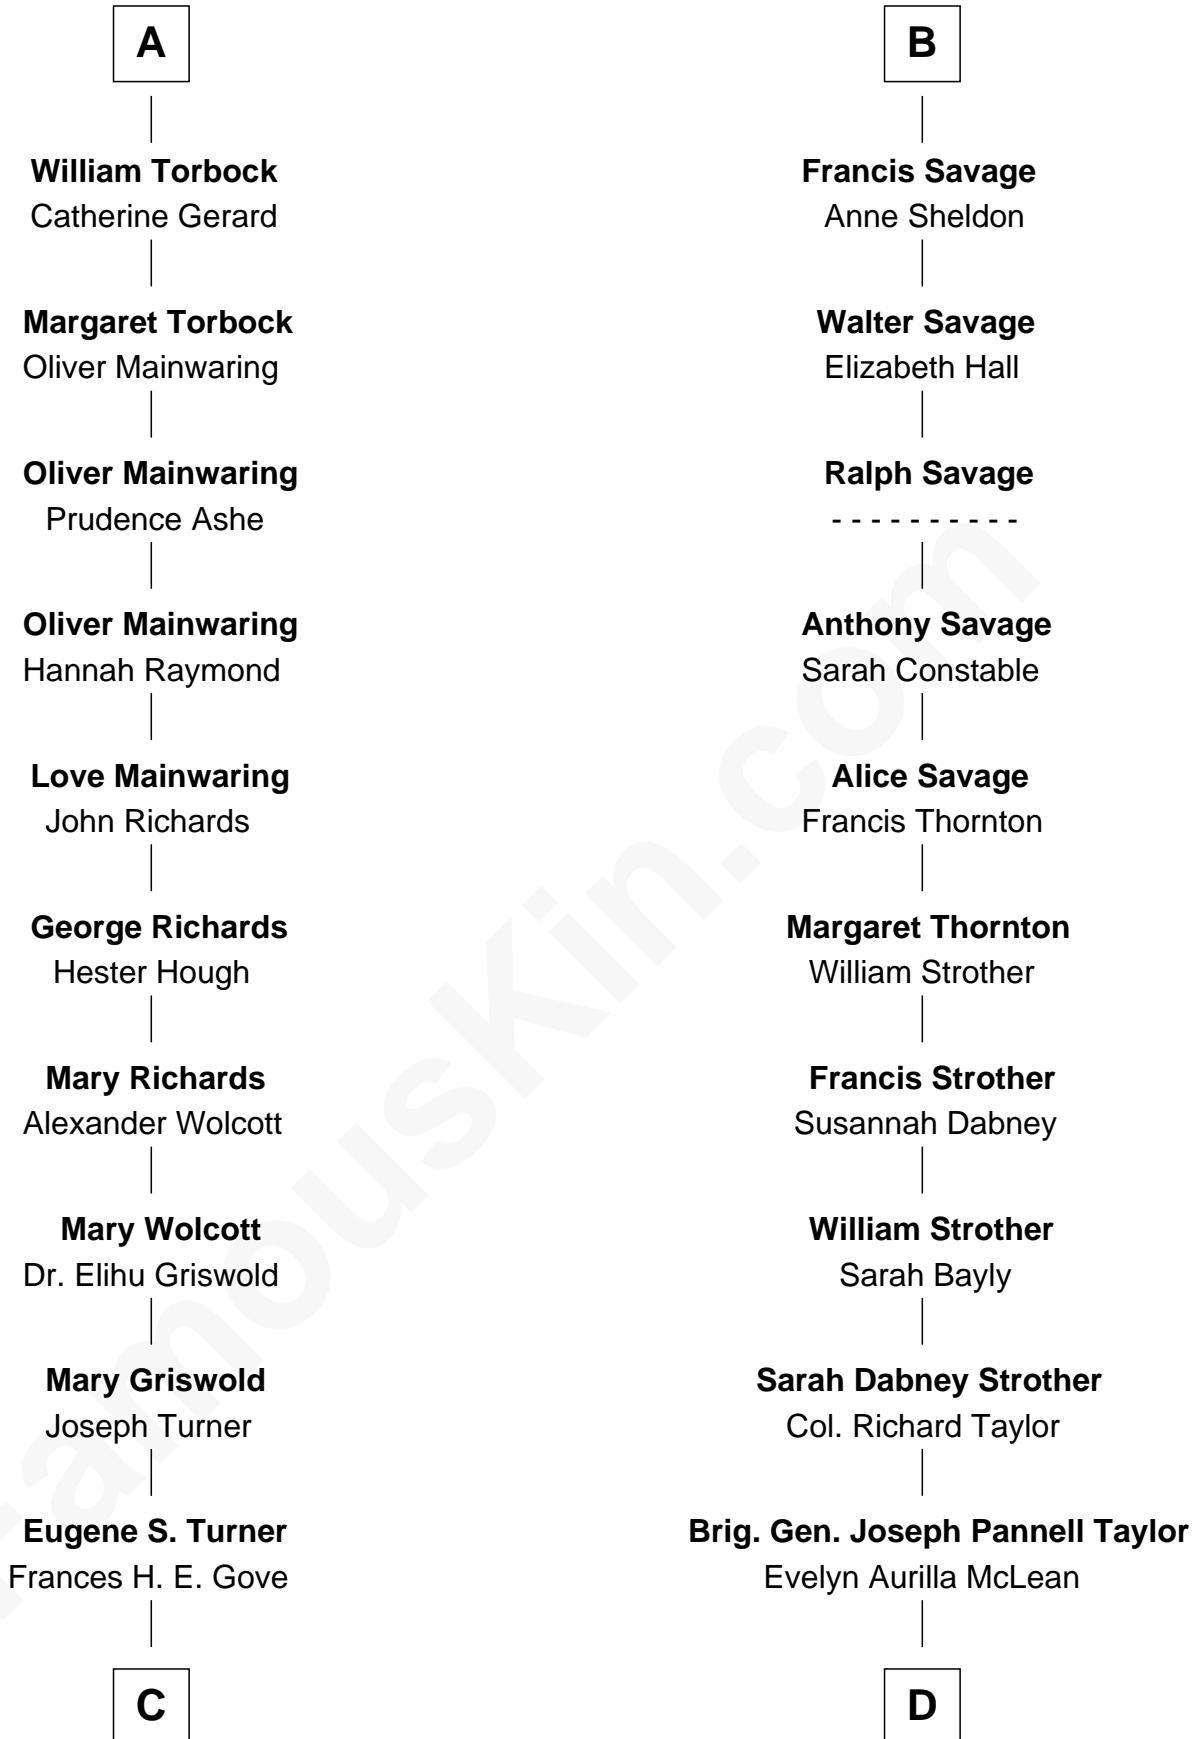 A
William Torbock
Catherine Gerard
Margaret Torbock
Oliver Mainwaring
Oliver Mainwaring
Prudence Ashe
Oliver Mainwaring
Hannah Raymond
Love Mainwaring
John Richards
George Richards
Hester Hough
Mary Richards
Alexander Wolcott
Mary Wolcott
Dr. Elihu Griswold
Mary Griswold
Joseph Turner
Eugene S. Turner
Frances H. E. Gove
C
B
Francis Savage
Anne Sheldon
Walter Savage
Elizabeth Hall
Ralph Savage
- - - - - - - - - -
Anthony Savage
Sarah Constable
Alice Savage
Francis Thornton
Margaret Thornton
William Strother
Francis Strother
Susannah Dabney
William Strother
Sarah Bayly
Sarah Dabney Strother
Col. Richard Taylor
Brig. Gen. Joseph Pannell Taylor
Evelyn Aurilla McLean
D
FamousKin.com